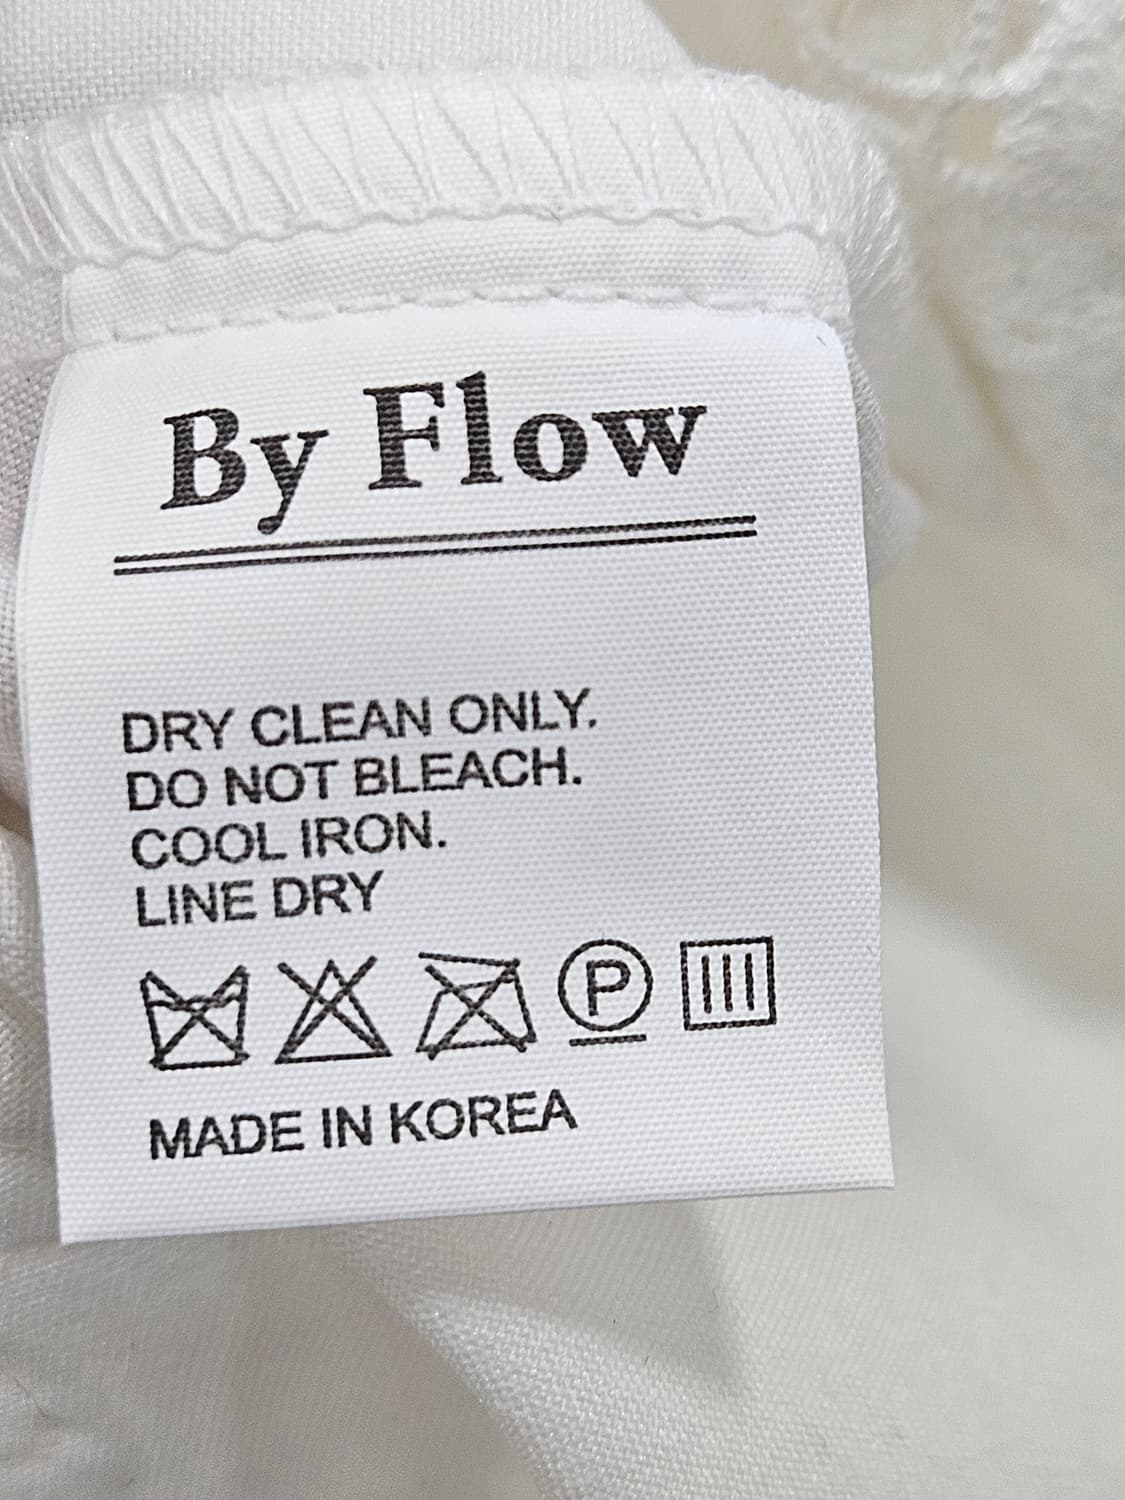 By Flow
DRY CLEAN ONLY.
DO NOT BLEACH.
COOL IRON.
LINE DRY
P
MADE IN KOREA